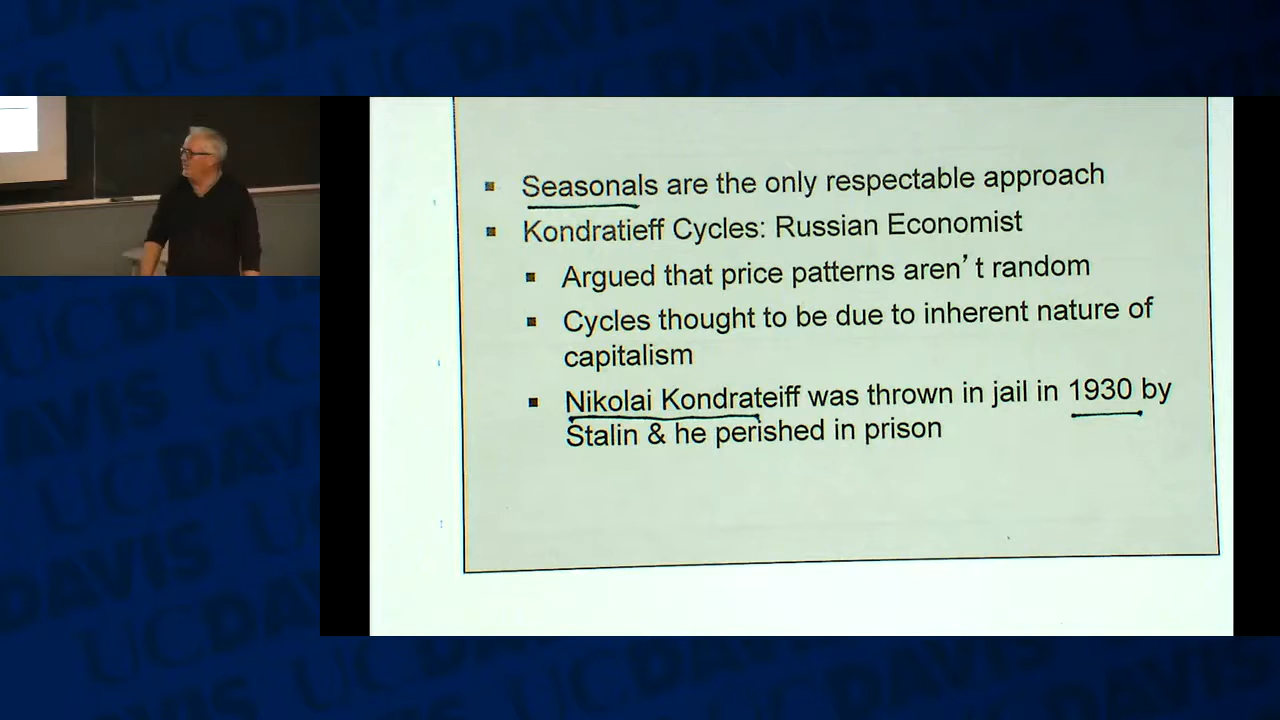 UC DAVIS
Seasonals are the only respectable approach
Kondratieff Cycles: Russian Economist
Argued that price patterns aren't random
Cycles thought to be due to inherent nature of
capitalism
Nikolai Kondrateiff was thrown in jail in 1930 by
Stalin & he perished in prison